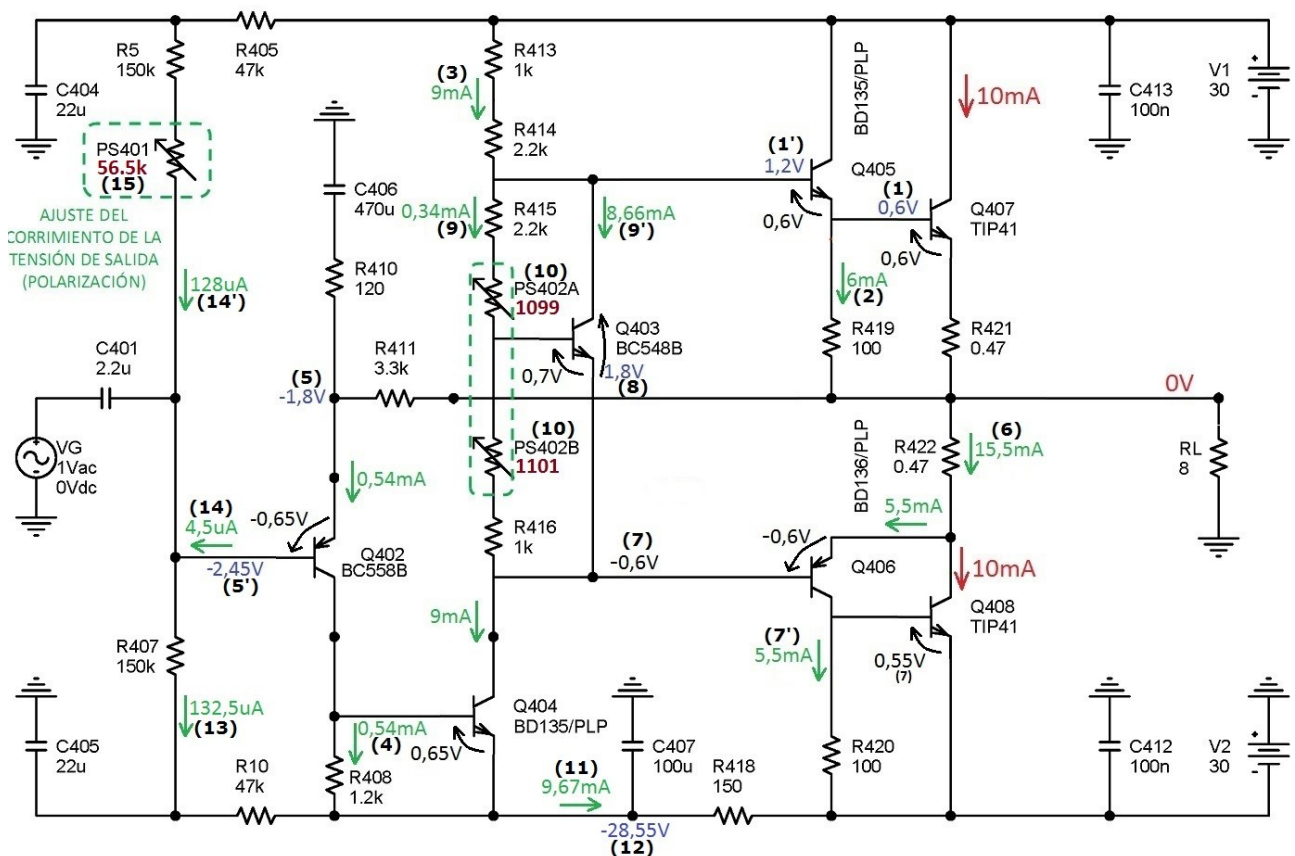 R5
150k
R405
47k
C404
22u
PS401
56.5k
(15)
AJUSTE DEL
CORRIMIENTO DE LA
TENSIÓN DE SALIDA
(POLARIZACIÓN)
128uA
(14')
C401
2.2u
VG
1Vac
0Vdc
(14)
4,5uA
-2,45V
(5')
R407
150k
132,5uA
(13)
C405
22u
R10
47k
C406
470u
R410
120
(5)
-1,8V
R411
3.3k
0,54mA
-0,65V
Q402
BC558B
0,54mA
(4)
R408
1.2k
(3)
9mA
R413
1k
R414
2.2k
0,34mA
(9)
R415
2.2k
8,66mA
(9')
(10)
PS402A
1099
Q403
BC548B
0,7V
1,8V
(8)
(10)
PS402B
1101
R416
1k
(7)
-0,6V
9mA
Q404
BD135/PLP
0,65V
(11)
9,67mA
-28,55V
(12)
C407
100u
R418
150
BD135/PLP
(1')
1,2V
Q405
0,6V
(1)
0,6V
Q407
TIP41
0,6V
10mA
6mA
(2)
R419
100
R421
0.47
0V
R422
0.47
(6)
15,5mA
BD136/PLP
5,5mA
-0,6V
Q406
10mA
Q408
TIP41
(7')
5,5mA
0,55V
(7)
R420
100
RL
8
C413
100n
V1
30
+
-
C412
100n
V2
30
+
-